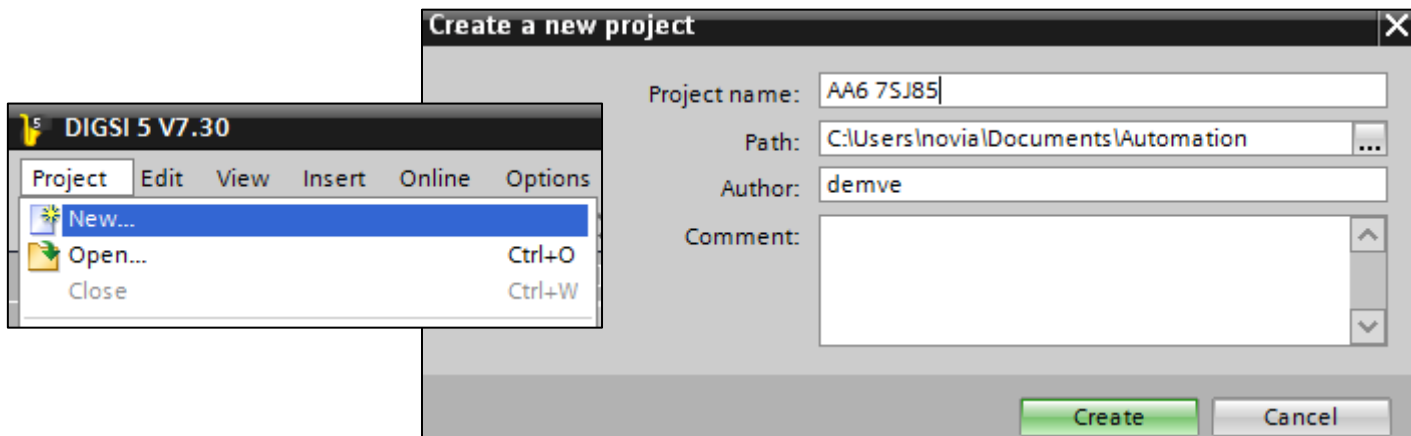 DIGSI 5 V7.30
Project Edit View Insert Online Options
New...
Open... Ctrl+O
Close Ctrl+W
Create a new project
Project name: AA6 7SJ85
Path: C:\Users\novia\Documents\Automation ...
Author: demve
Comment:
Create Cancel